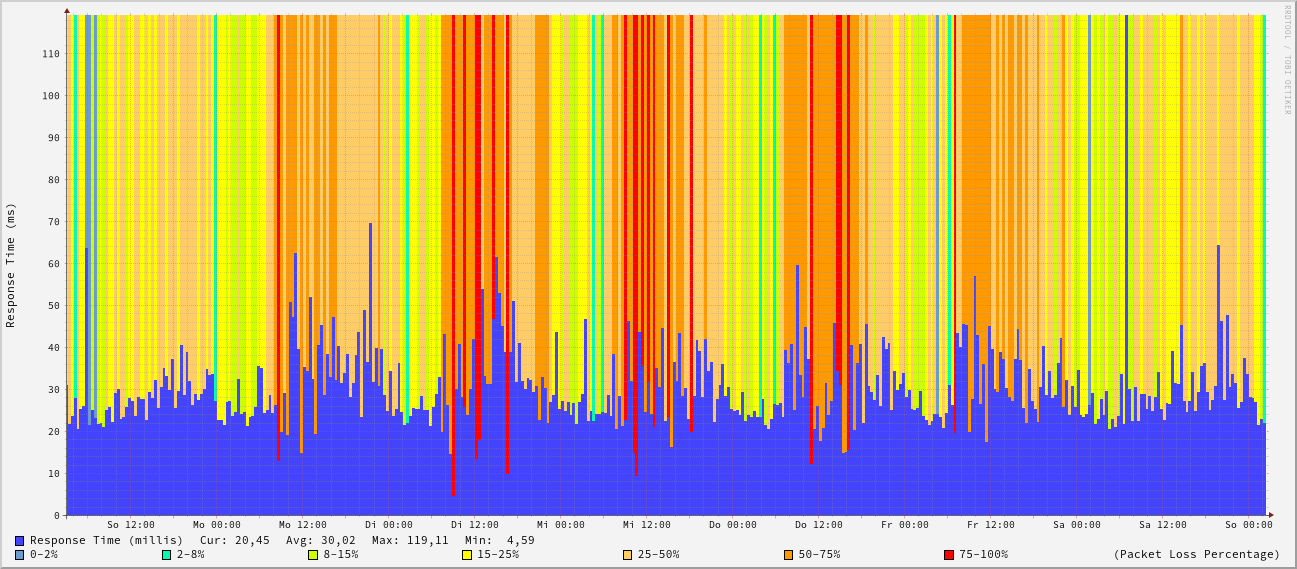 RRDTOOL / TOBI OETIKER
Response Time (ms)
110
100
90
80
70
60
50
40
30
20
10
0
So 12:00 Mo 00:00 Mo 12:00 Di 00:00 Di 12:00 Mi 00:00 Mi 12:00 Do 00:00 Do 12:00 Fr 00:00 Fr 12:00 Sa 00:00 Sa 12:00 So 00:00
Response Time (millis) Cur: 20,45 Avg: 30,02 Max: 119,11 Min: 4,59
0-2% 2-8% 8-15% 15-25% 25-50% 50-75% 75-100% (Packet Loss Percentage)